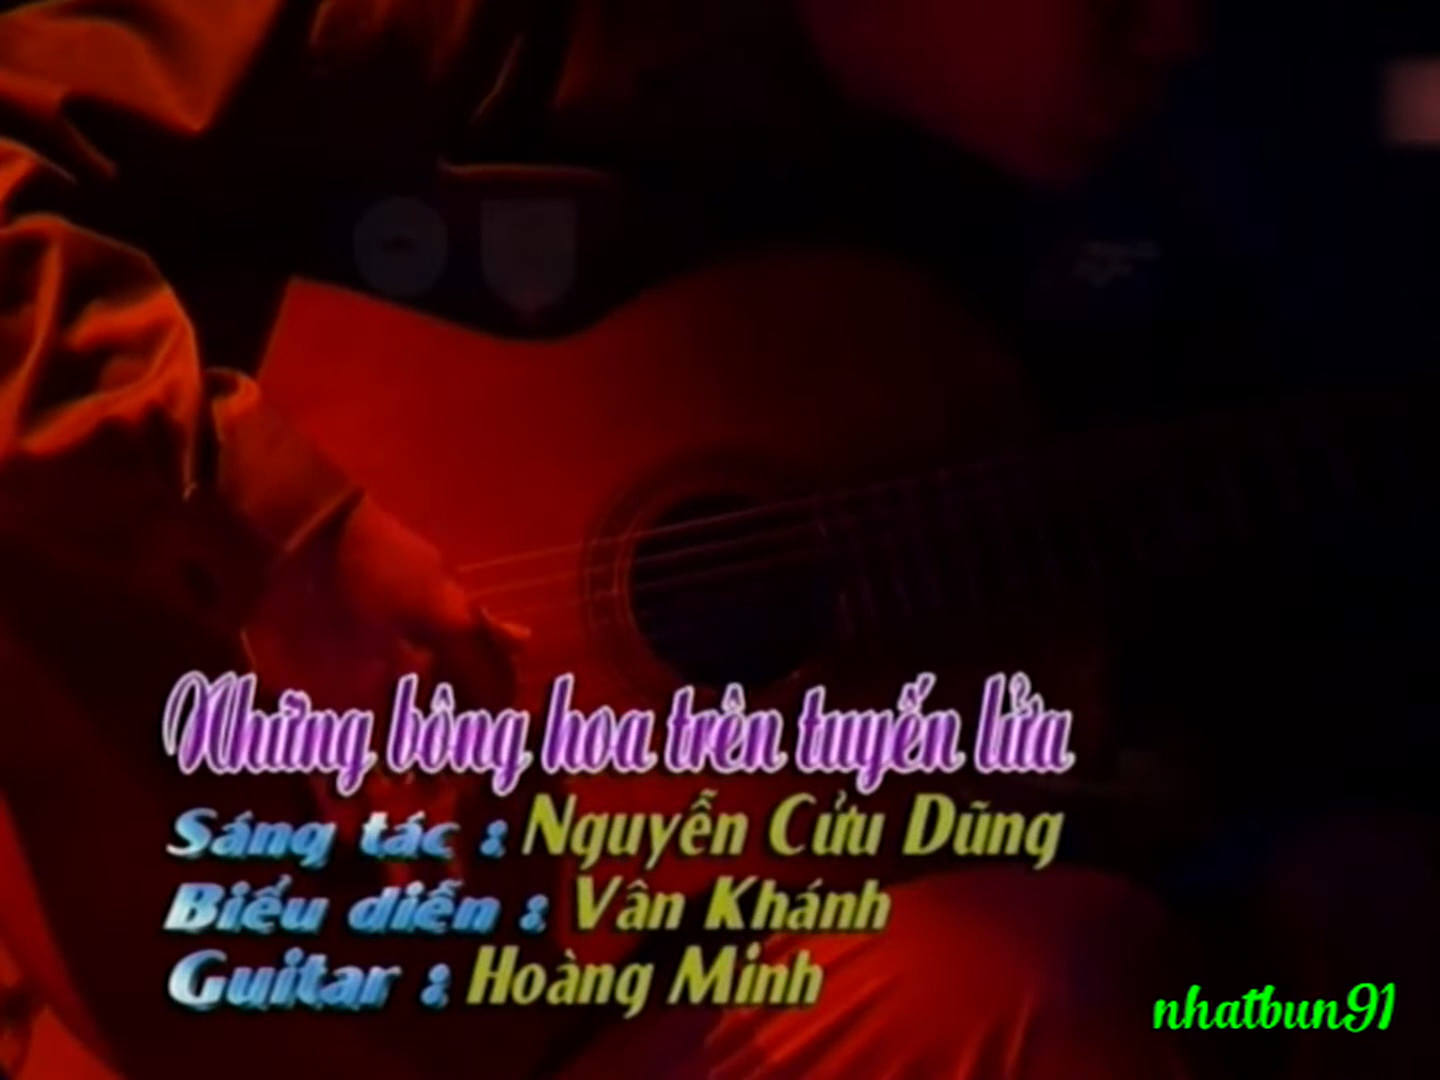 Những bông hoa trên tuyến lửa
Sáng tác : Nguyễn Cửu Dũng
Biểu diễn : Vân Khánh
Guitar : Hoàng Minh
nhatbun91